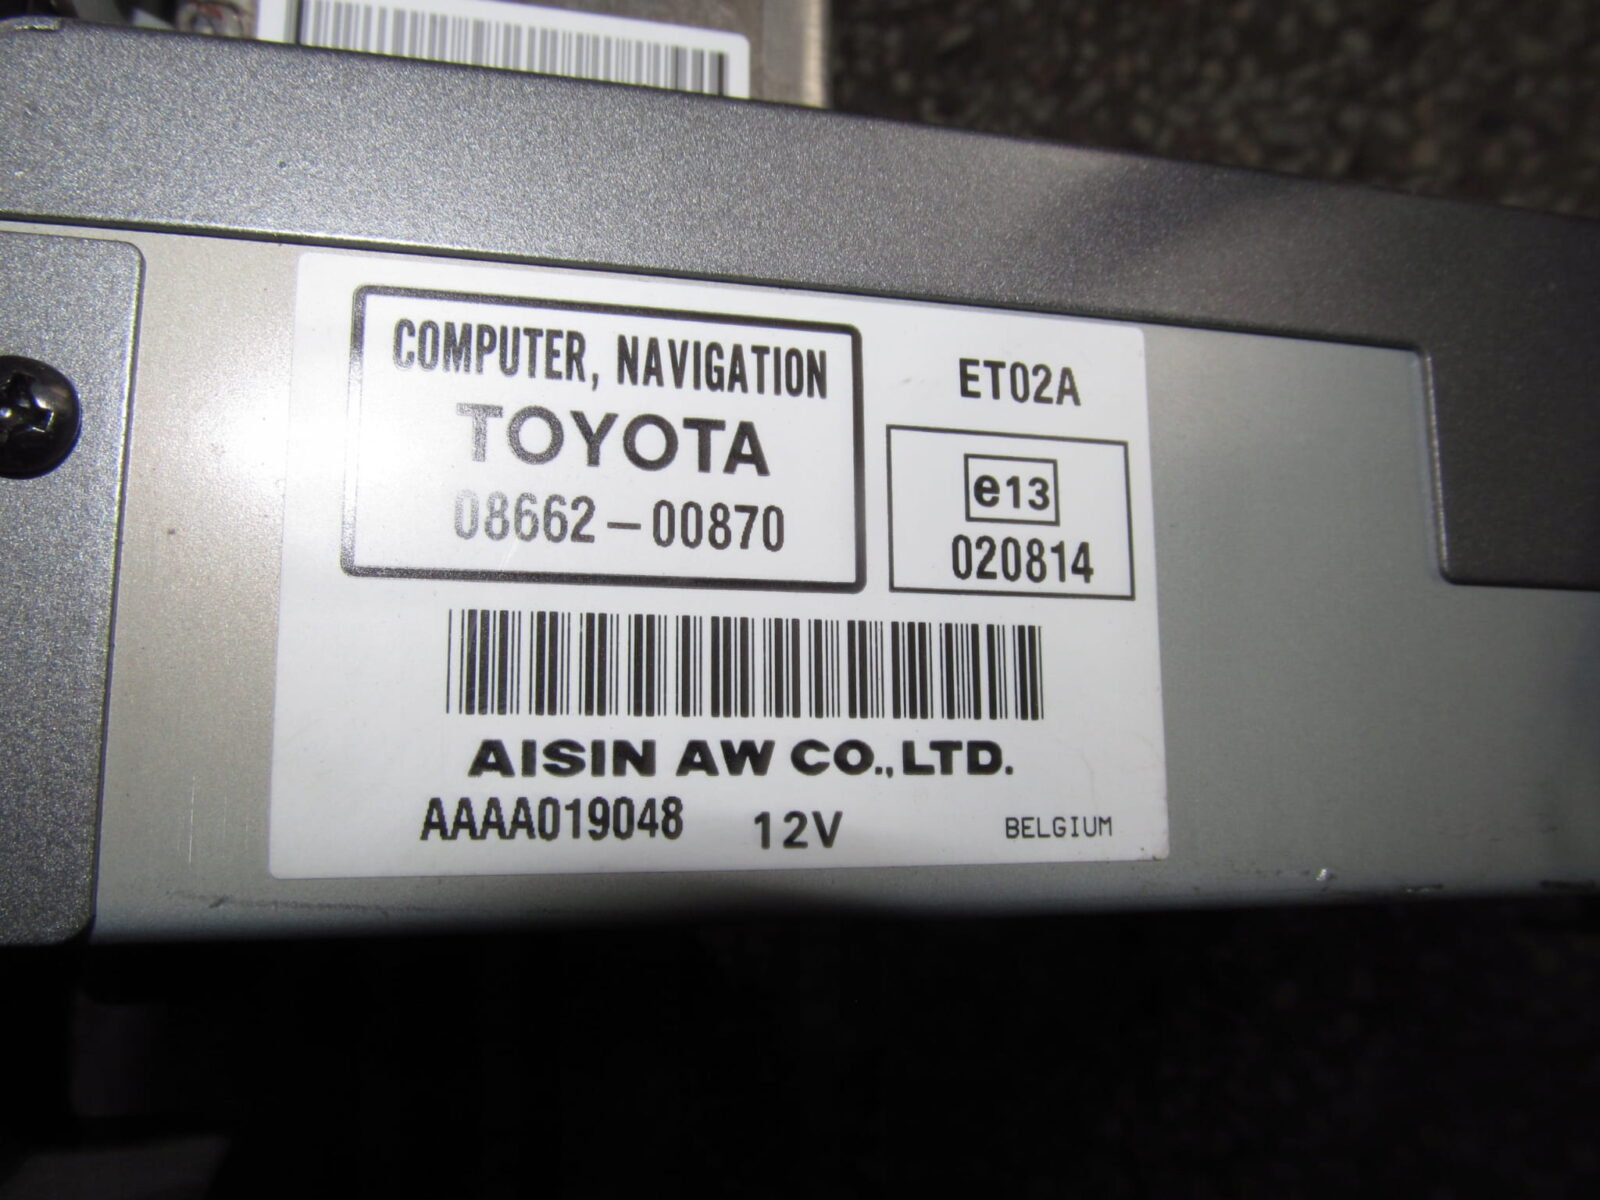 COMPUTER, NAVIGATION
TOYOTA
08662-00870
ET02A
e13
020814
AISIN AW CO.,LTD.
AAAA019048 12V BELGIUM